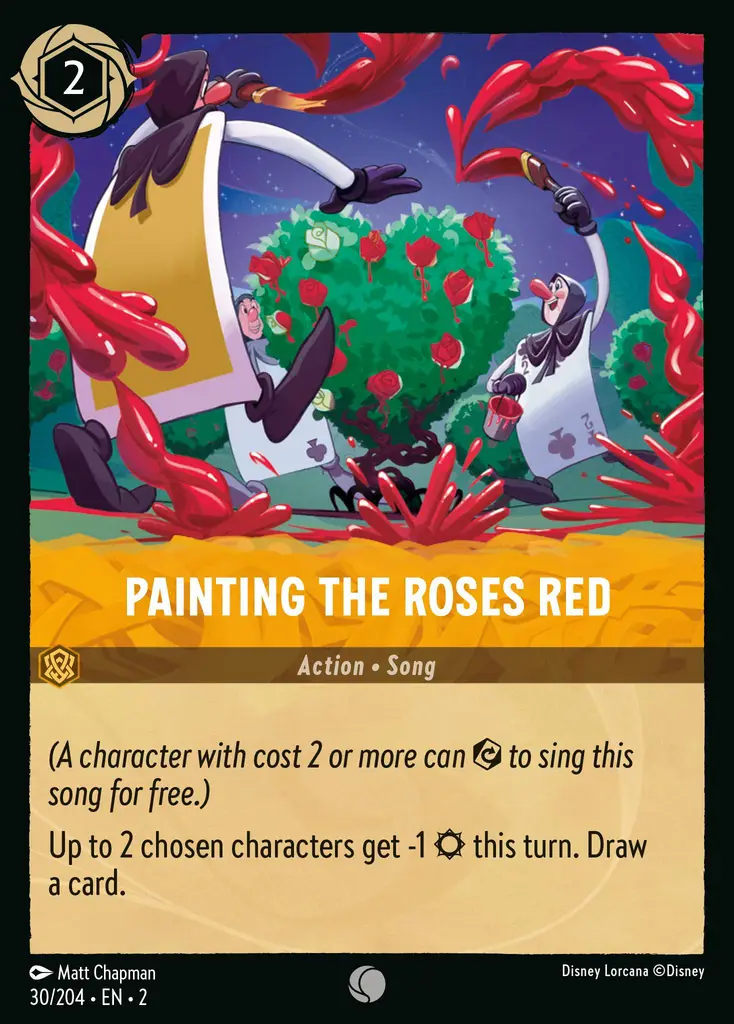 2
PAINTING THE ROSES RED
Action • Song
(A character with cost 2 or more can to sing this
song for free.)
Up to 2 chosen characters get -1 this turn. Draw
a card.
Matt Chapman
30/204 • EN • 2
Disney Lorcana ©Disney
2
2